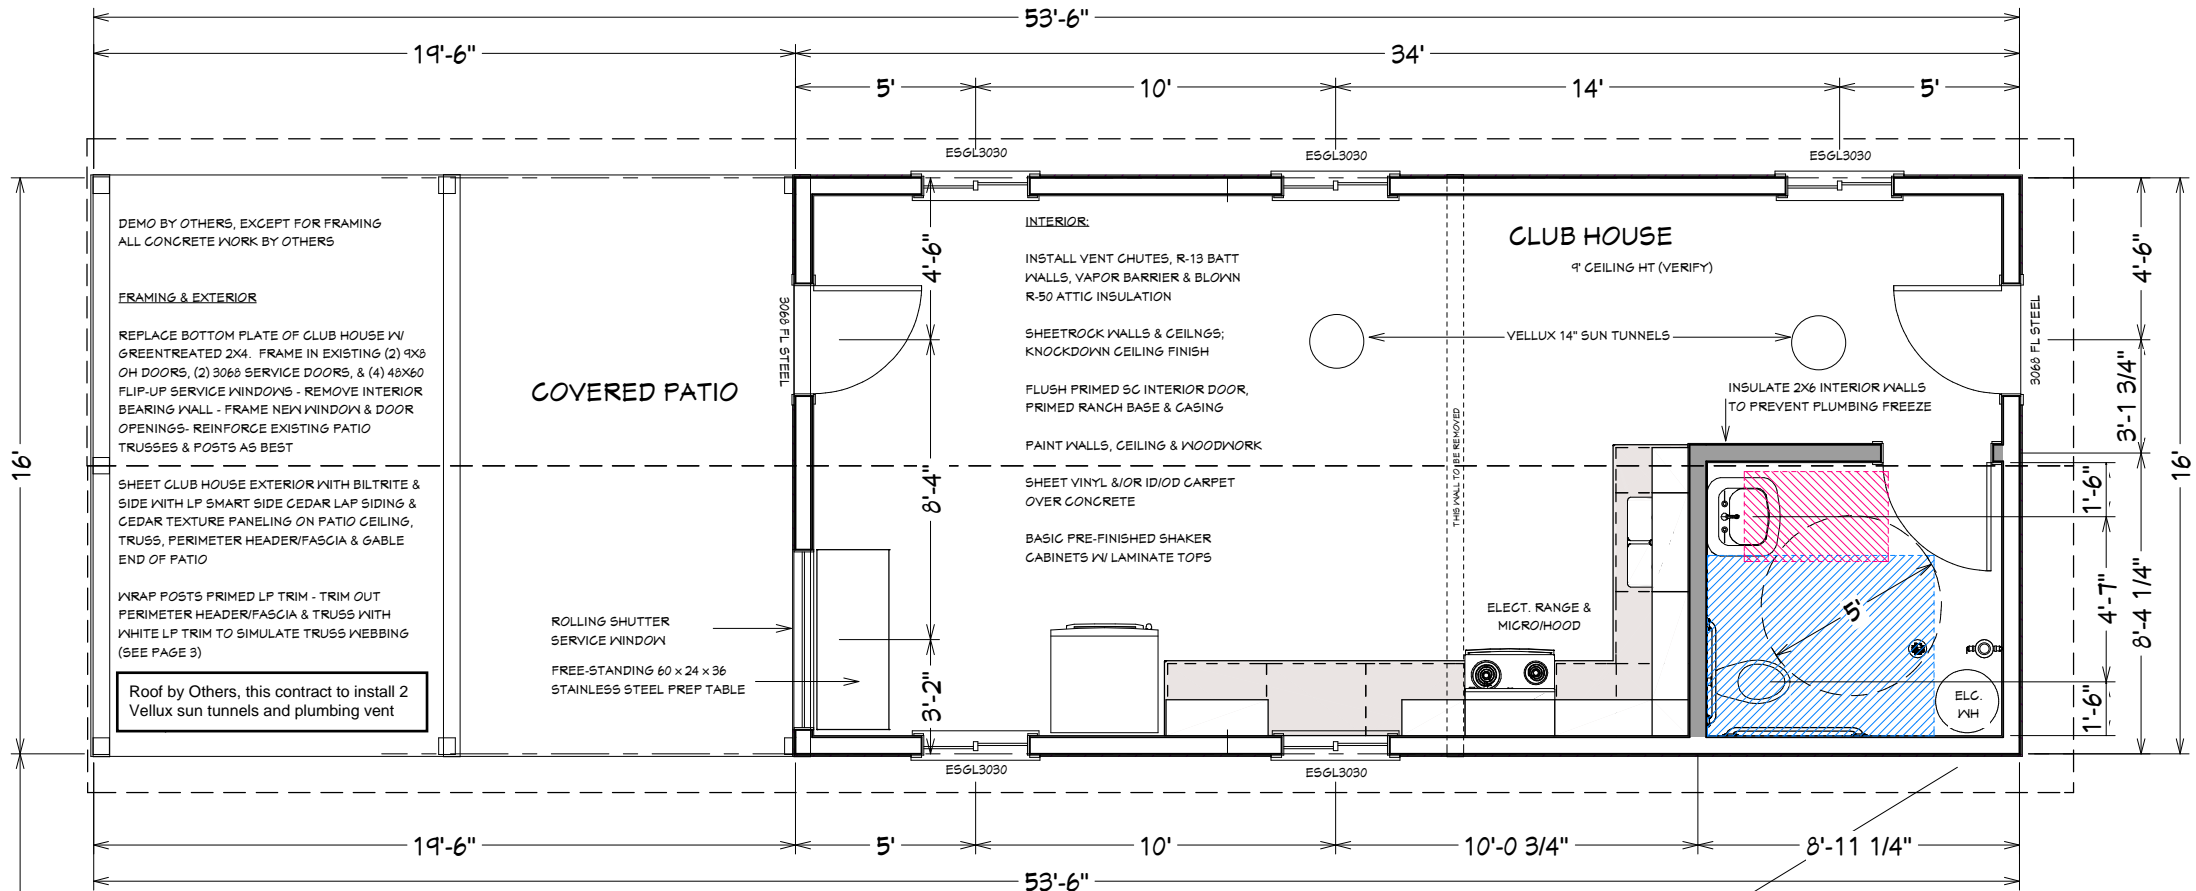 53'-6"
19'-6"
34'
5'
10'
14'
5'
ESGL3030
ESGL3030
ESGL3030
DEMO BY OTHERS, EXCEPT FOR FRAMING
ALL CONCRETE WORK BY OTHERS
FRAMING & EXTERIOR
REPLACE BOTTOM PLATE OF CLUB HOUSE W/
GREENTREATED 2X4. FRAME IN EXISTING (2) 9X8
OH DOORS, (2) 3068 SERVICE DOORS, & (4) 48X60
FLIP-UP SERVICE WINDOWS - REMOVE INTERIOR
BEARING WALL - FRAME NEW WINDOW & DOOR
OPENINGS- REINFORCE EXISTING PATIO
TRUSSES & POSTS AS BEST
SHEET CLUB HOUSE EXTERIOR WITH BILTRITE &
SIDE WITH LP SMART SIDE CEDAR LAP SIDING &
CEDAR TEXTURE PANELING ON PATIO CEILING,
TRUSS, PERIMETER HEADER/FASCIA & GABLE
END OF PATIO
WRAP POSTS PRIMED LP TRIM - TRIM OUT
PERIMETER HEADER/FASCIA & TRUSS WITH
WHITE LP TRIM TO SIMULATE TRUSS WEBBING
(SEE PAGE 3)
Roof by Others, this contract to install 2
Vellux sun tunnels and plumbing vent
16'
COVERED PATIO
3068 FL STEEL
ROLLING SHUTTER
SERVICE WINDOW
FREE-STANDING 60 x 24 x 36
STAINLESS STEEL PREP TABLE
4'-6"
8'-4"
3'-2"
INTERIOR:
INSTALL VENT CHUTES, R-13 BATT
WALLS, VAPOR BARRIER & BLOWN
R-50 ATTIC INSULATION
SHEETROCK WALLS & CEILNGS;
KNOCKDOWN CEILING FINISH
FLUSH PRIMED SC INTERIOR DOOR,
PRIMED RANCH BASE & CASING
PAINT WALLS, CEILING & WOODWORK
SHEET VINYL &/OR ID/OD CARPET
OVER CONCRETE
BASIC PRE-FINISHED SHAKER
CABINETS W/ LAMINATE TOPS
THIS WALL TO BE REMOVED
CLUB HOUSE
9' CEILING HT (VERIFY)
VELLUX 14" SUN TUNNELS
INSULATE 2X6 INTERIOR WALLS
TO PREVENT PLUMBING FREEZE
ELECT. RANGE &
MICRO/HOOD
5'
ELC.
WH
3068 FL STEEL
4'-6"
3'-1 3/4"
8'-4 1/4"
1'-6"
4'-7"
1'-6"
16'
ESGL3030
ESGL3030
19'-6"
5'
10'
10'-0 3/4"
8'-11 1/4"
53'-6"